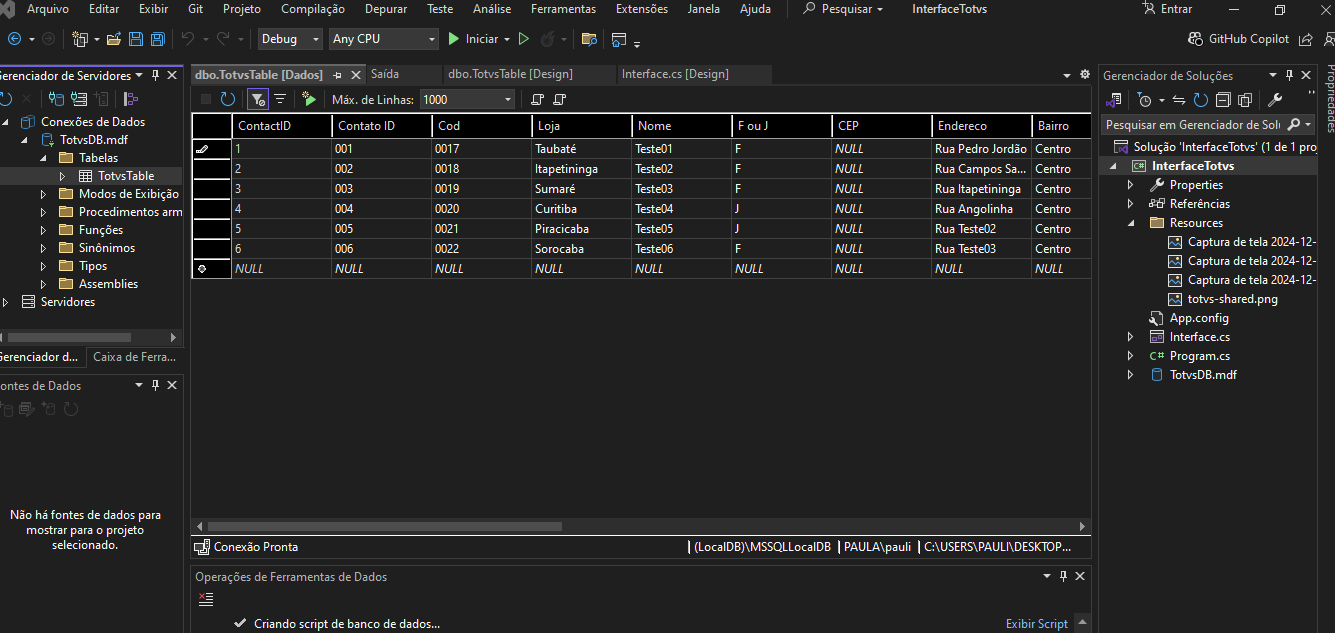 Arquivo Editar Exibir Git Projeto Compilação Depurar Teste Análise Ferramentas Extensões Janela Ajuda Pesquisar InterfaceTotvs Entrar
Debug Any CPU Iniciar GitHub Copilot
Gerenciador de Servidores
Conexões de Dados
TotvsDB.mdf
Tabelas
TotvsTable
Modos de Exibição
Procedimentos arm
Funções
Sinônimos
Tipos
Assemblies
Servidores
Gerenciador d... Caixa de Ferra...
ontes de Dados
Não há fontes de dados para
mostrar para o projeto
selecionado.
dbo.TotvsTable [Dados] Saída dbo.TotvsTable [Design] Interface.cs [Design]
Máx. de Linhas: 1000
ContactID Contato ID Cod Loja Nome F ou J CEP Endereco Bairro
1 001 0017 Taubaté Teste01 F NULL Rua Pedro Jordão Centro
2 002 0018 Itapetininga Teste02 F NULL Rua Campos Sa... Centro
3 003 0019 Sumaré Teste03 F NULL Rua Itapetininga Centro
4 004 0020 Curitiba Teste04 J NULL Rua Angolinha Centro
5 005 0021 Piracicaba Teste05 J NULL Rua Teste02 Centro
6 006 0022 Sorocaba Teste06 F NULL Rua Teste03 Centro
NULL NULL NULL NULL NULL NULL NULL NULL NULL
Conexão Pronta (LocalDB)\MSSQLLocalDB PAULA\pauli C:\USERS\PAULI\DESKTOP...
Operações de Ferramentas de Dados
Criando script de banco de dados... Exibir Script
Gerenciador de Soluções
Pesquisar em Gerenciador de Solu
Solução 'InterfaceTotvs' (1 de 1 pro
InterfaceTotvs
Properties
Referências
Resources
Captura de tela 2024-12-
Captura de tela 2024-12-
Captura de tela 2024-12-
totvs-shared.png
App.config
Interface.cs
C# Program.cs
TotvsDB.mdf
Propriedades